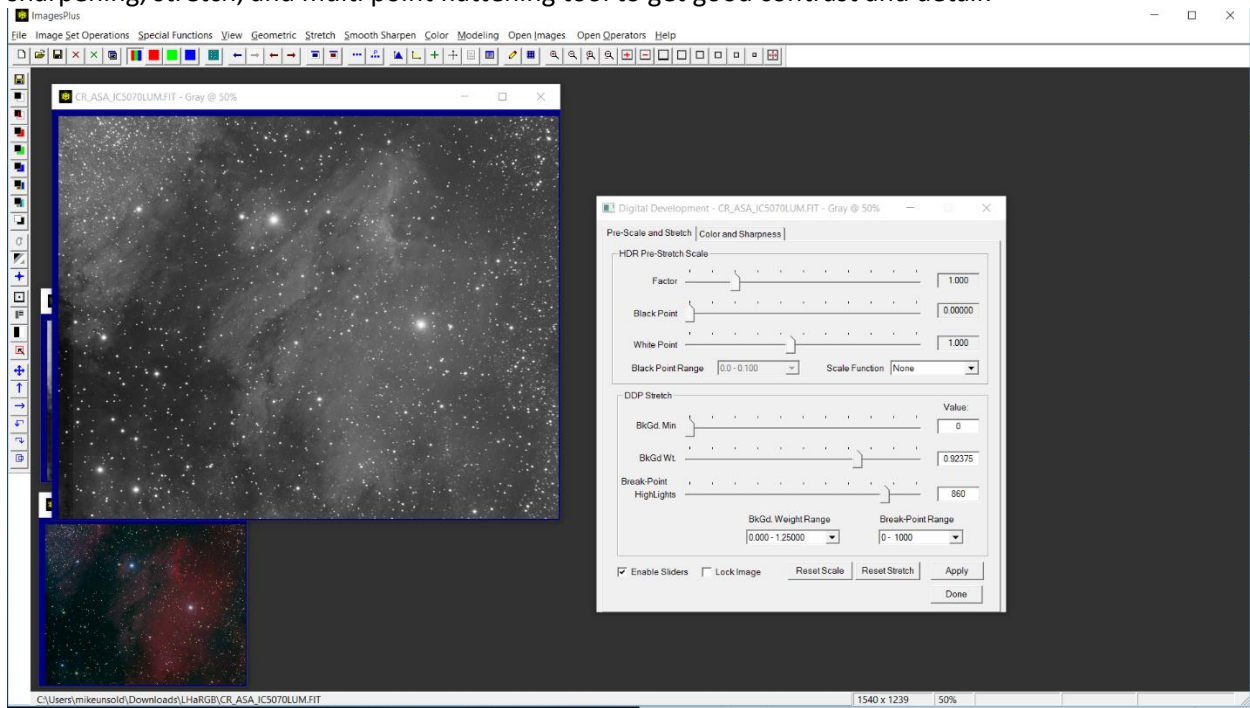 sharpening, stretch, and multi point flattening tool to get good contrast and detail
ImagesPlus
File Image Set Operations Special Functions View Geometric Stretch Smooth Sharpen Color Modeling Open Images Open Operators Help
CR_ASA_IC5070LUM.FIT - Gray @ 50%
Digital Development - CR_ASA_IC5070LUM.FIT - Gray @ 50%
Pre-Scale and Stretch Color and Sharpness
HDR Pre-Stretch Scale
Factor 1.000
Black Point 0.00000
White Point 1.000
Black Point Range 0.0 - 0.100 Scale Function None
DDP Stretch
Value:
BkGd. Min 0
BkGd Wt. 0.92375
Break-Point
HighLights 860
BkGd. Weight Range Break-Point Range
0.000 - 1.25000 0 - 1000
Enable Sliders Lock Image Reset Scale Reset Stretch Apply
Done
C:\Users\mikeunsold\Downloads\LHaRGB\CR_ASA_IC5070LUM.FIT 1540 x 1239 50%